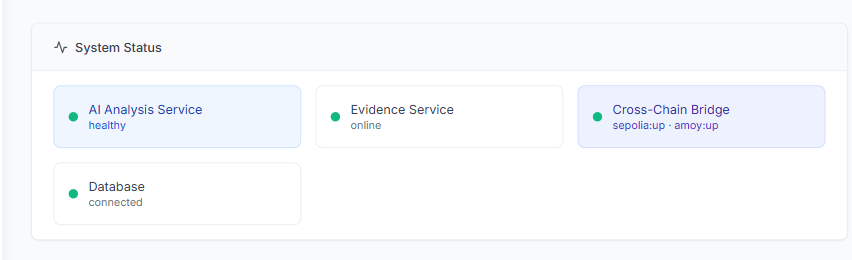 System Status
AI Analysis Service
healthy
Evidence Service
online
Cross-Chain Bridge
sepolia:up · amoy:up
Database
connected